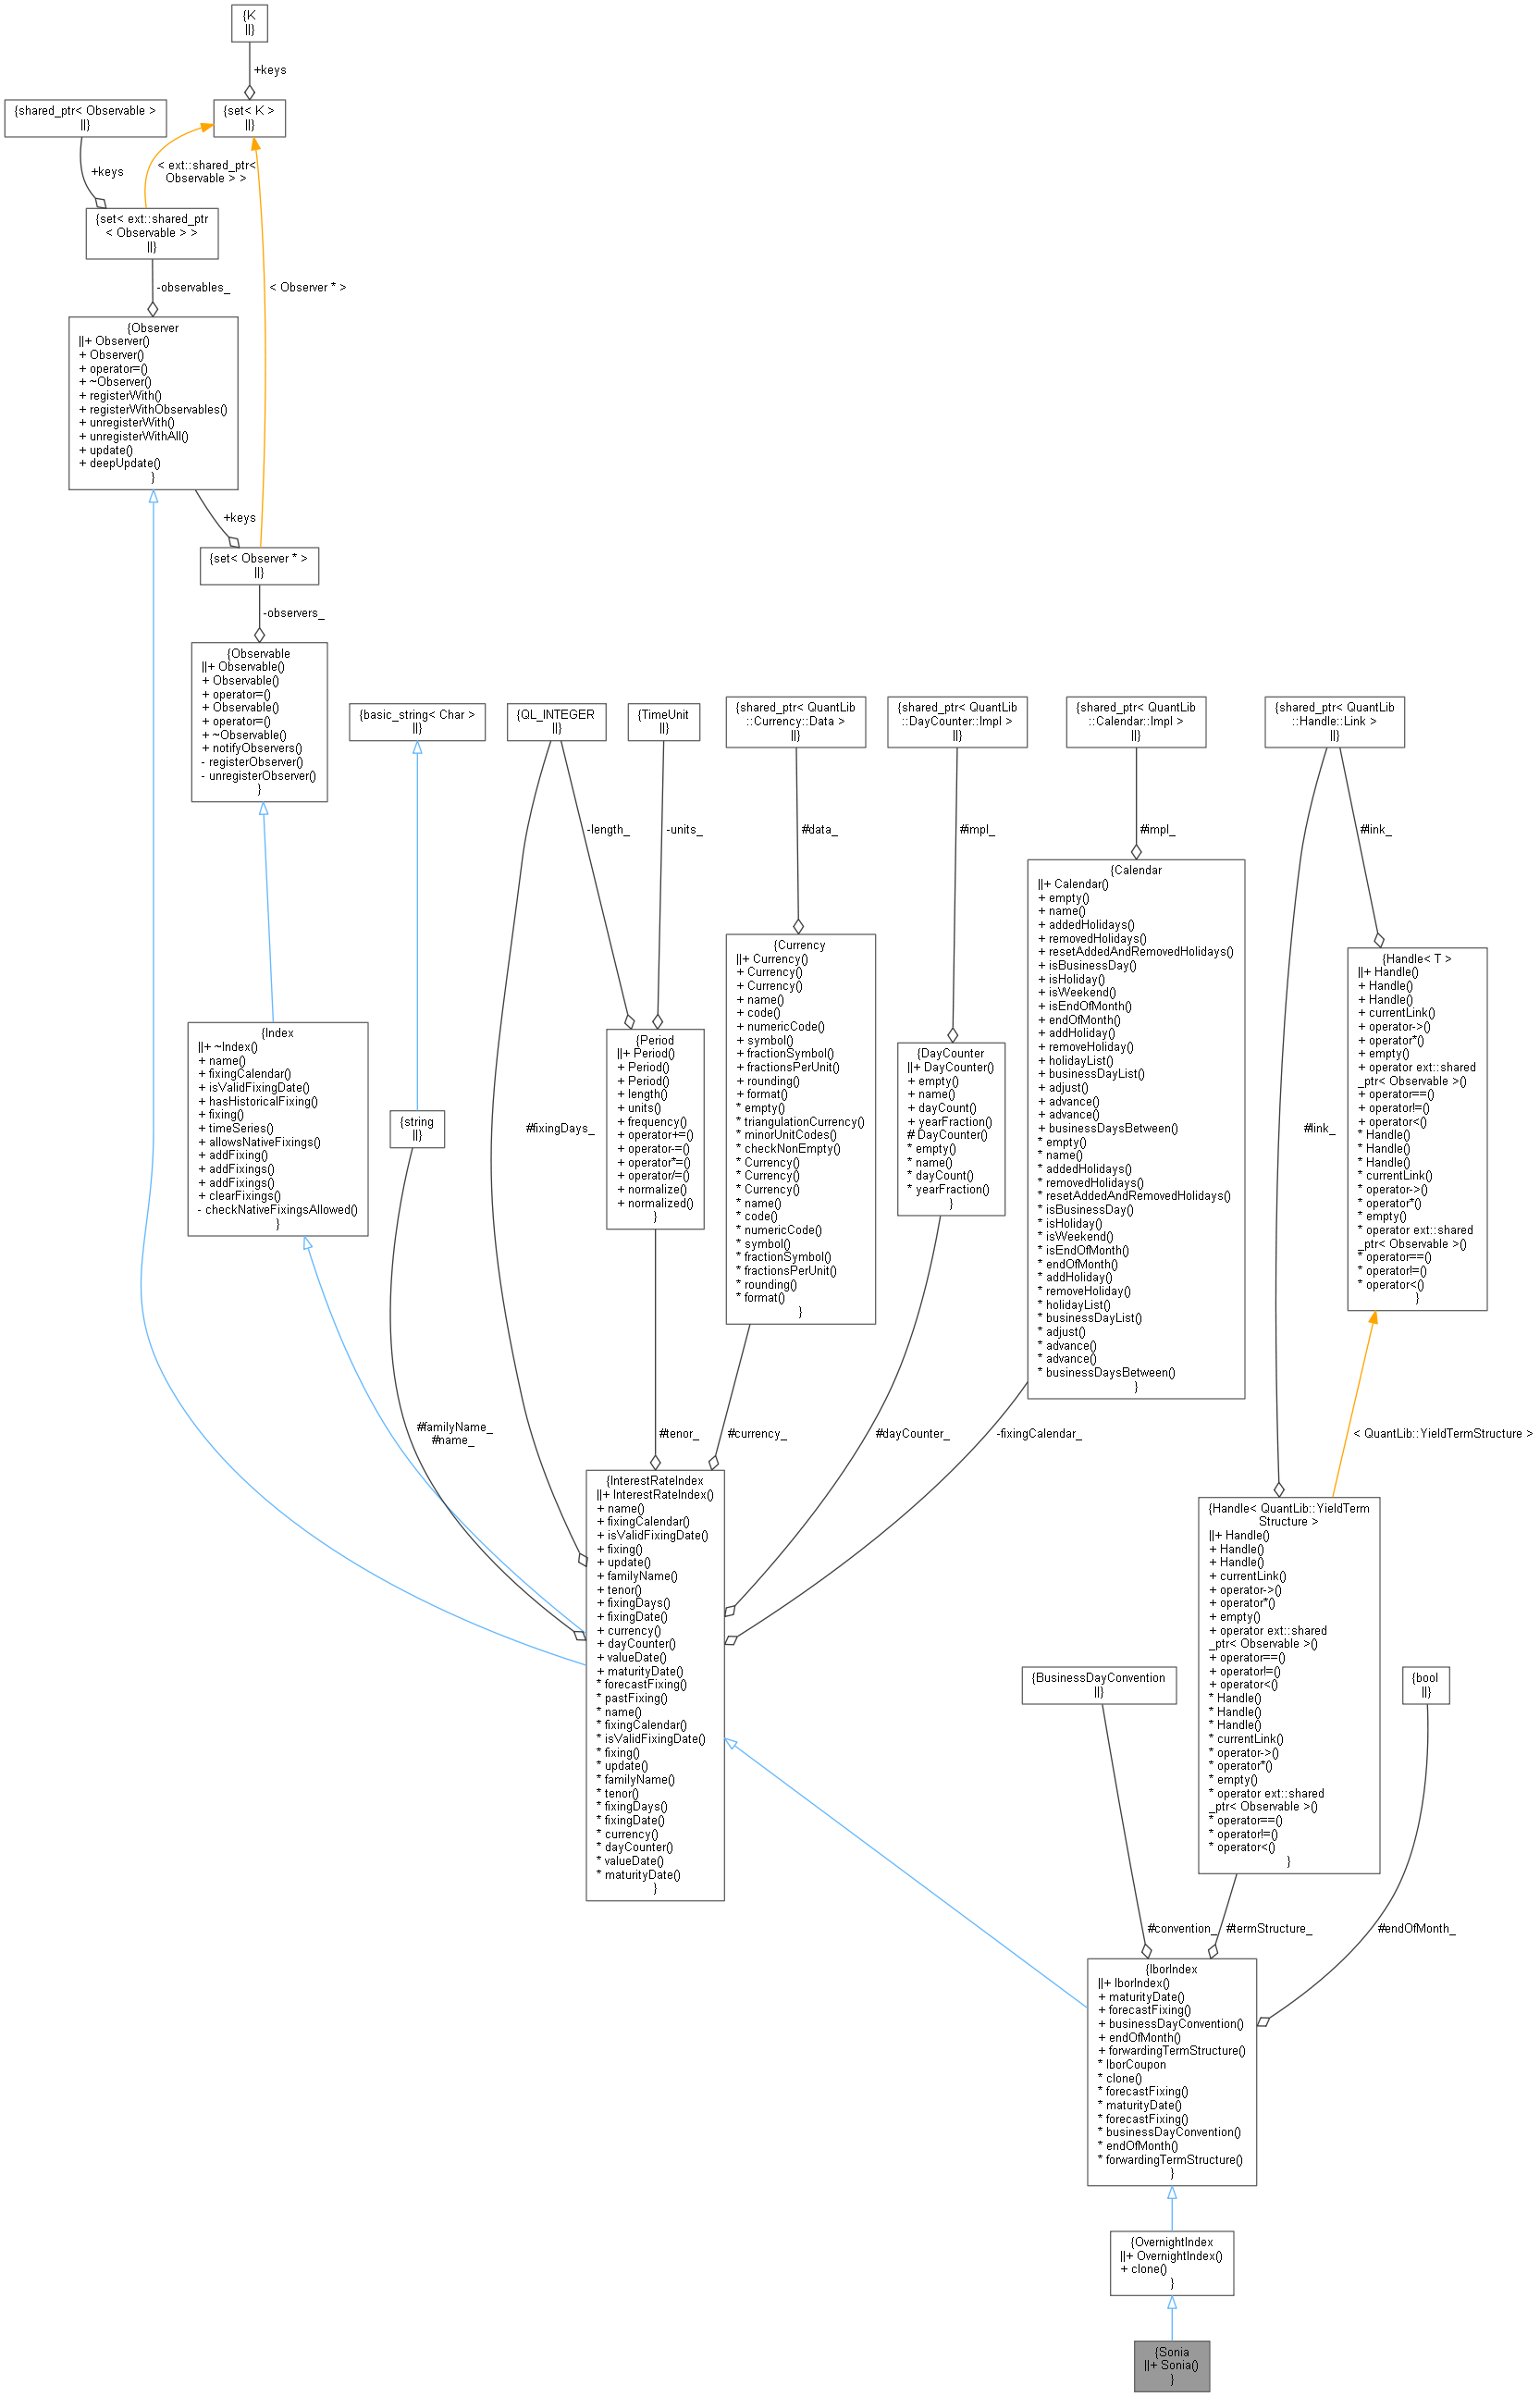 {K
||}
+keys
{shared_ptr< Observable >
||}
{set< K >
||}
+keys
< ext::shared_ptr<
Observable > >
{set< ext::shared_ptr
< Observable > >
||}
-observables_
< Observer * >
{Observer
||+ Observer()
+ Observer()
+ operator=()
+ ~Observer()
+ registerWith()
+ registerWithObservables()
+ unregisterWith()
+ unregisterWithAll()
+ update()
+ deepUpdate()
}
+keys
{set< Observer * >
||}
-observers_
{Observable
||+ Observable()
+ Observable()
+ operator=()
+ Observable()
+ operator=()
+ ~Observable()
+ notifyObservers()
- registerObserver()
- unregisterObserver()
}
{basic_string< Char >
||}
{QL_INTEGER
||}
{TimeUnit
||}
{shared_ptr< QuantLib
::Currency::Data >
||}
{shared_ptr< QuantLib
::DayCounter::Impl >
||}
{shared_ptr< QuantLib
::Calendar::Impl >
||}
{shared_ptr< QuantLib
::Handle::Link >
||}
-length_
-units_
#data_
#impl_
#impl_
#link_
{Index
||+ ~Index()
+ name()
+ fixingCalendar()
+ isValidFixingDate()
+ hasHistoricalFixing()
+ fixing()
+ timeSeries()
+ allowsNativeFixings()
+ addFixing()
+ addFixings()
+ addFixings()
+ clearFixings()
- checkNativeFixingsAllowed()
}
{string
||}
#fixingDays_
{Period
||+ Period()
+ Period()
+ Period()
+ length()
+ units()
+ frequency()
+ operator+=()
+ operator-=()
+ operator*=()
+ operator/=()
+ normalize()
+ normalized()
}
{Currency
||+ Currency()
+ Currency()
+ Currency()
+ name()
+ code()
+ numericCode()
+ symbol()
+ fractionSymbol()
+ fractionsPerUnit()
+ rounding()
+ format()
* empty()
* triangulationCurrency()
* minorUnitCodes()
* checkNonEmpty()
* Currency()
* Currency()
* Currency()
* name()
* code()
* numericCode()
* symbol()
* fractionSymbol()
* fractionsPerUnit()
* rounding()
* format()
}
{DayCounter
||+ DayCounter()
+ empty()
+ name()
+ dayCount()
+ yearFraction()
# DayCounter()
* empty()
* name()
* dayCount()
* yearFraction()
}
{Calendar
||+ Calendar()
+ empty()
+ name()
+ addedHolidays()
+ removedHolidays()
+ resetAddedAndRemovedHolidays()
+ isBusinessDay()
+ isHoliday()
+ isWeekend()
+ isEndOfMonth()
+ endOfMonth()
+ addHoliday()
+ removeHoliday()
+ holidayList()
+ businessDayList()
+ adjust()
+ advance()
+ advance()
+ businessDaysBetween()
* empty()
* name()
* addedHolidays()
* removedHolidays()
* resetAddedAndRemovedHolidays()
* isBusinessDay()
* isHoliday()
* isWeekend()
* isEndOfMonth()
* endOfMonth()
* addHoliday()
* removeHoliday()
* holidayList()
* businessDayList()
* adjust()
* advance()
* advance()
* businessDaysBetween()
}
#link_
{Handle< T >
||+ Handle()
+ Handle()
+ Handle()
+ currentLink()
+ operator->()
+ operator*()
+ empty()
+ operator ext::shared
_ptr< Observable >()
+ operator==()
+ operator!=()
+ operator<()
* Handle()
* Handle()
* Handle()
* currentLink()
* operator->()
* operator*()
* empty()
* operator ext::shared
_ptr< Observable >()
* operator==()
* operator!=()
* operator<()
}
#familyName_
#name_
#tenor_
#currency_
#dayCounter_
-fixingCalendar_
< QuantLib::YieldTermStructure >
{InterestRateIndex
||+ InterestRateIndex()
+ name()
+ fixingCalendar()
+ isValidFixingDate()
+ fixing()
+ update()
+ familyName()
+ tenor()
+ fixingDays()
+ fixingDate()
+ currency()
+ dayCounter()
+ valueDate()
+ maturityDate()
* forecastFixing()
* pastFixing()
* name()
* fixingCalendar()
* isValidFixingDate()
* fixing()
* update()
* familyName()
* tenor()
* fixingDays()
* fixingDate()
* currency()
* dayCounter()
* valueDate()
* maturityDate()
}
{BusinessDayConvention
||}
{Handle< QuantLib::YieldTerm
Structure >
||+ Handle()
+ Handle()
+ Handle()
+ currentLink()
+ operator->()
+ operator*()
+ empty()
+ operator ext::shared
_ptr< Observable >()
+ operator==()
+ operator!=()
+ operator<()
* Handle()
* Handle()
* Handle()
* currentLink()
* operator->()
* operator*()
* empty()
* operator ext::shared
_ptr< Observable >()
* operator==()
* operator!=()
* operator<()
}
{bool
||}
#convention_
#termStructure_
#endOfMonth_
{IborIndex
||+ IborIndex()
+ maturityDate()
+ forecastFixing()
+ businessDayConvention()
+ endOfMonth()
+ forwardingTermStructure()
* IborCoupon
* clone()
* forecastFixing()
* maturityDate()
* forecastFixing()
* businessDayConvention()
* endOfMonth()
* forwardingTermStructure()
}
{OvernightIndex
||+ OvernightIndex()
+ clone()
}
{Sonia
||+ Sonia()
}